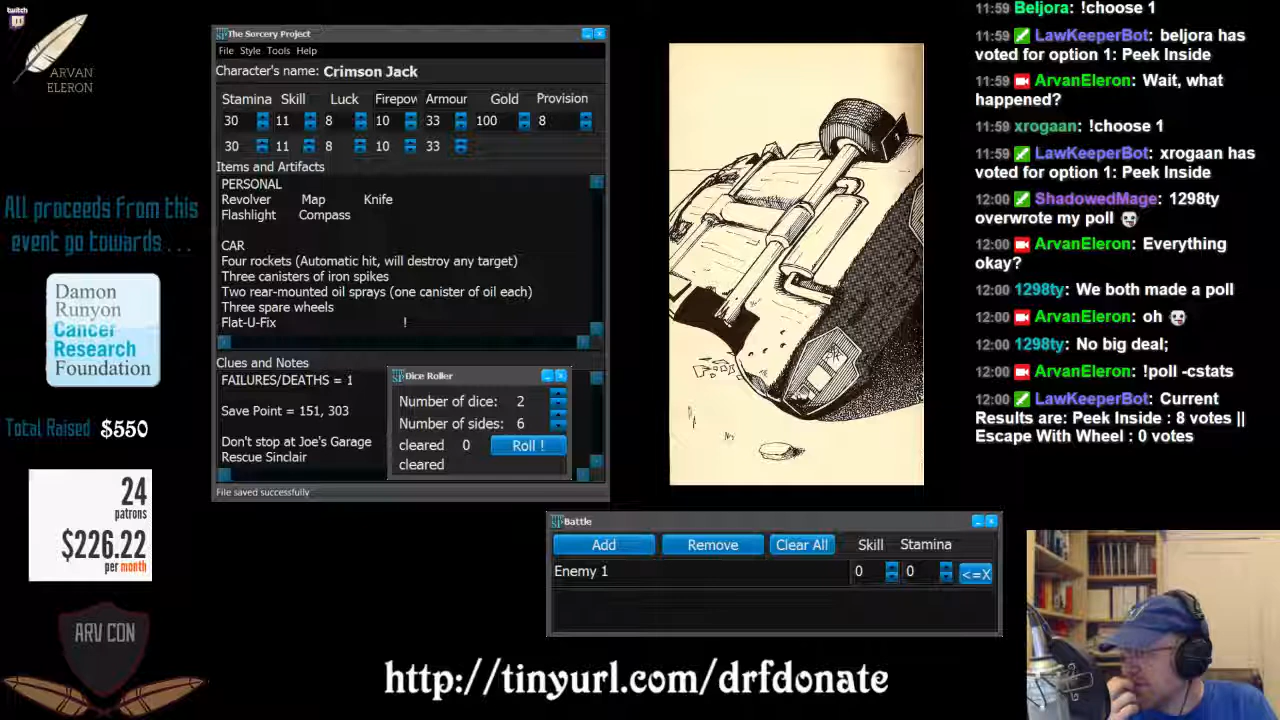 twitch
ARVAN
ELERON
All proceeds from this
event go towards . . .
Damon
Runyon
Cancer
Research
Foundation
Total Raised $550
24
patrons
$226.22
per month
ARV CON
The Sorcery Project
File Style Tools Help
Character's name: Crimson Jack
Stamina Skill Luck Firepow Armour Gold Provision
30 11 8 10 33 100 8
30 11 8 10 33
Items and Artifacts
PERSONAL
Revolver Map Knife
Flashlight Compass
CAR
Four rockets (Automatic hit, will destroy any target)
Three canisters of iron spikes
Two rear-mounted oil sprays (one canister of oil each)
Three spare wheels
Flat-U-Fix !
Clues and Notes
FAILURES/DEATHS = 1
Save Point = 151, 303
Don't stop at Joe's Garage
Rescue Sinclair
File saved successfully
Dice Roller
Number of dice: 2
Number of sides: 6
cleared 0 Roll !
cleared
Battle
Add Remove Clear All Skill Stamina
Enemy 1 0 0 <=X
http://tinyurl.com/drfdonate
11:59 Beljora: !choose 1
11:59 LawKeeperBot: beljora has
voted for option 1: Peek Inside
11:59 ArvanEleron: Wait, what
happened?
11:59 xrogaan: !choose 1
11:59 LawKeeperBot: xrogaan has
voted for option 1: Peek Inside
12:00 ShadowedMage: 1298ty
overwrote my poll
12:00 ArvanEleron: Everything
okay?
12:00 1298ty: We both made a poll
12:00 ArvanEleron: oh
12:00 1298ty: No big deal;
12:00 ArvanEleron: !poll -cstats
12:00 LawKeeperBot: Current
Results are: Peek Inside : 8 votes ||
Escape With Wheel : 0 votes